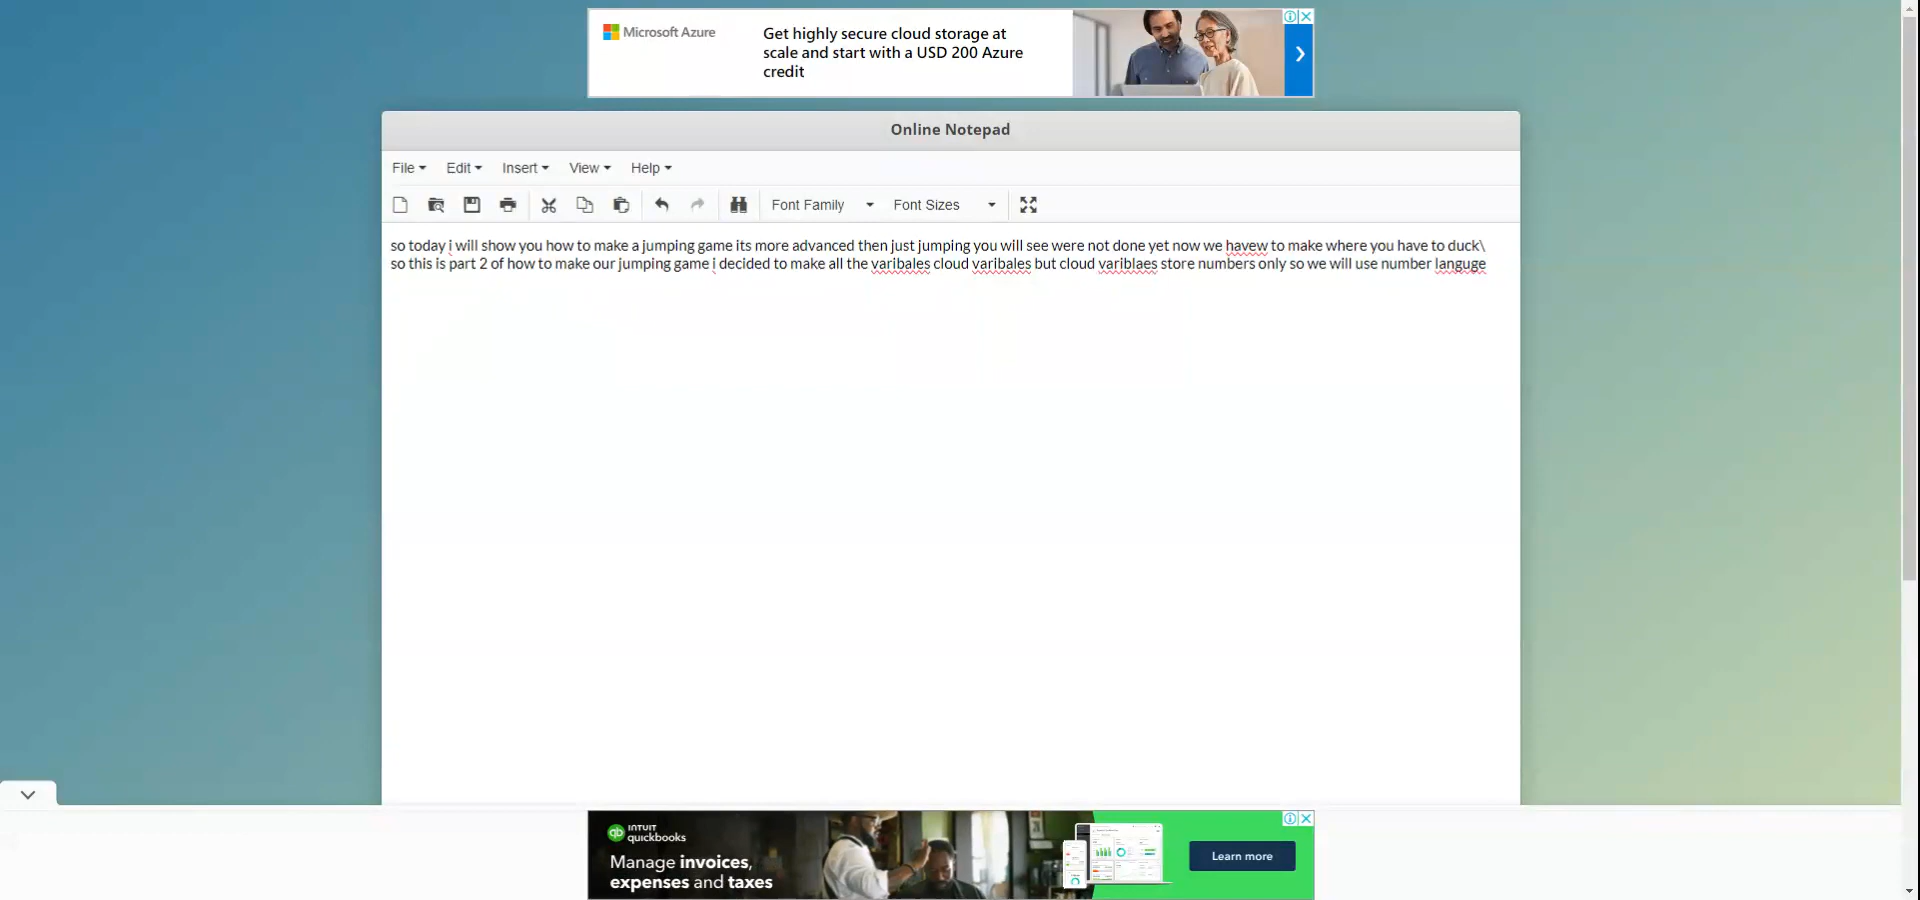 Microsoft Azure
Get highly secure cloud storage at
scale and start with a USD 200 Azure
credit
Online Notepad
File Edit Insert View Help
Font Family Font Sizes
so today i will show you how to make a jumping game its more advanced then just jumping you will see were not done yet now we havew to make where you have to duck\
so this is part 2 of how to make our jumping game i decided to make all the varibales cloud varibales but cloud variblaes store numbers only so we will use number languge
INTUIT
quickbooks
Manage invoices,
expenses and taxes
Learn more